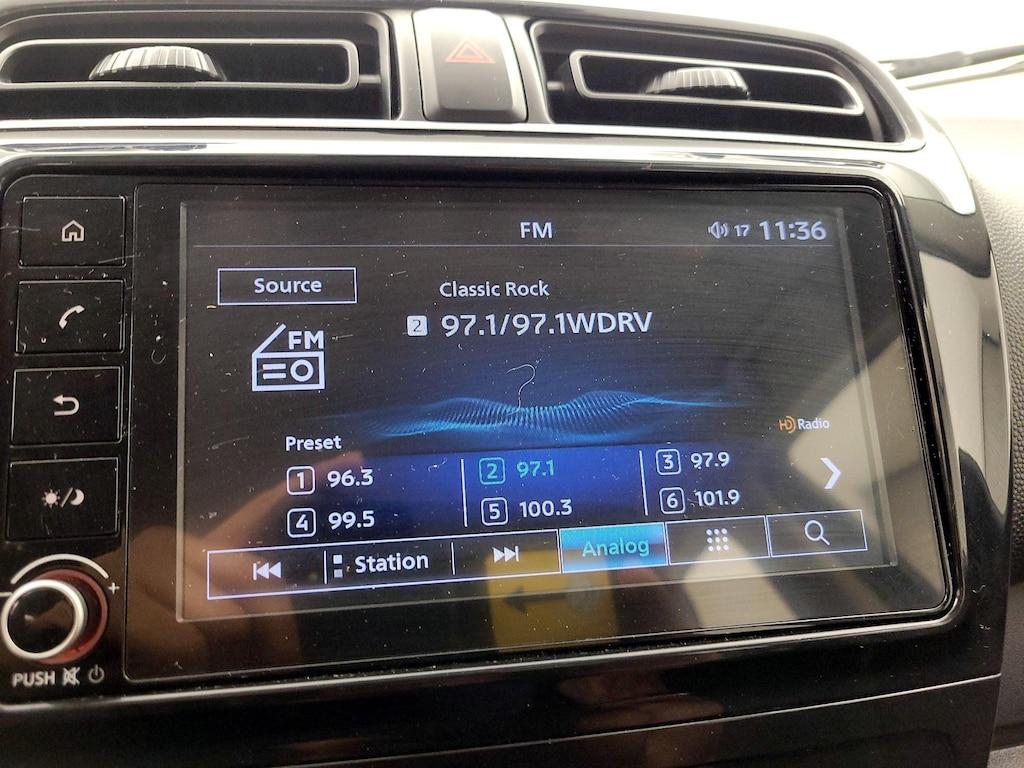 FM
17 11:36
Source
Classic Rock
2 97.1/97.1WDRV
FM
HD Radio
Preset
1 96.3
2 97.1
3 97.9
4 99.5
5 100.3
6 101.9
Station
Analog
+
PUSH